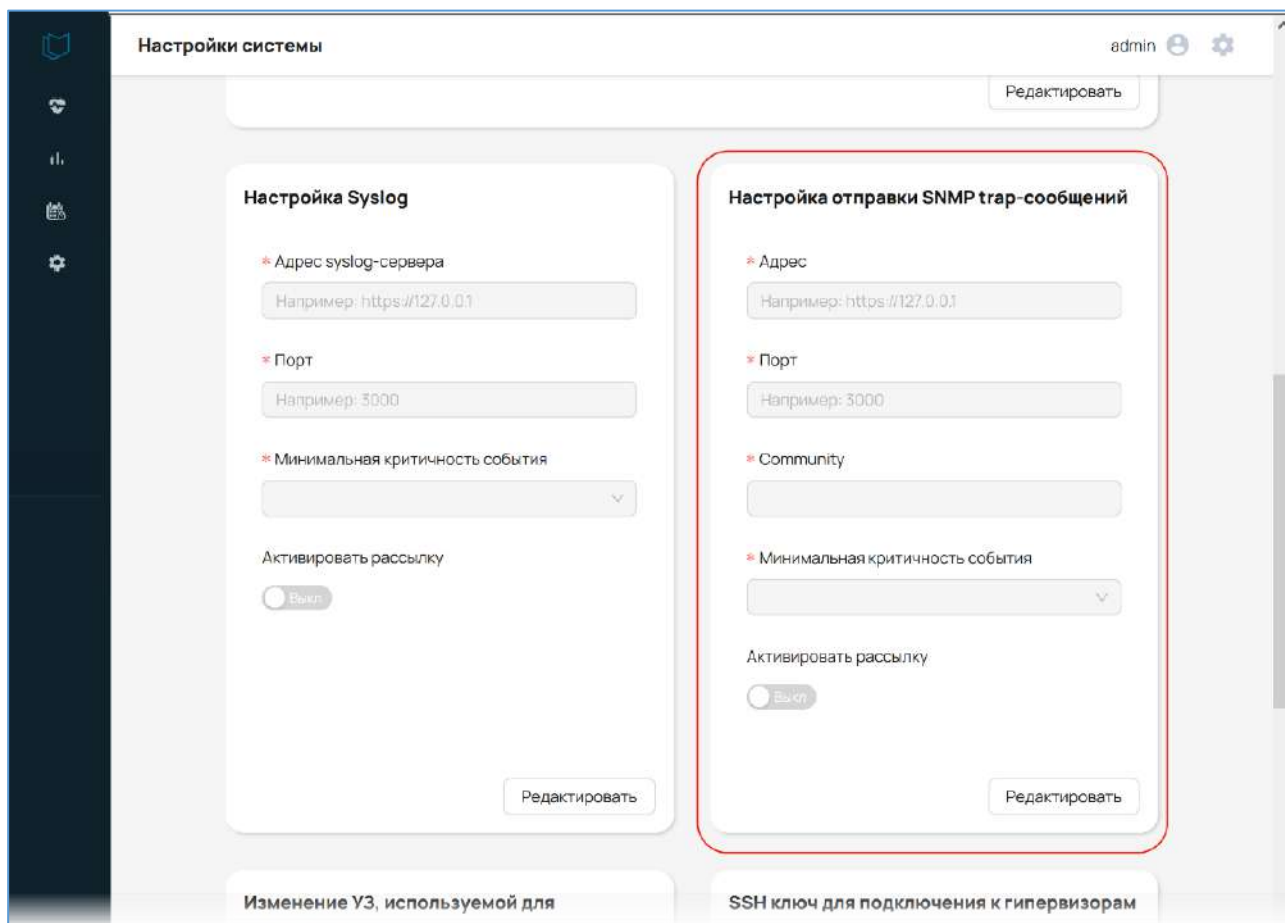 Настройки системы
admin
Редактировать
Настройка Syslog
* Адрес syslog-сервера
Например: https://127.0.0.1
* Порт
Например: 3000
* Минимальная критичность события
Активировать рассылку
Выкл
Редактировать
Настройка отправки SNMP trap-сообщений
* Адрес
Например: https://127.0.0.1
* Порт
Например: 3000
* Community
* Минимальная критичность события
Активировать рассылку
Выкл
Редактировать
Изменение УЗ, используемой для
SSH ключ для подключения к гипервизорам